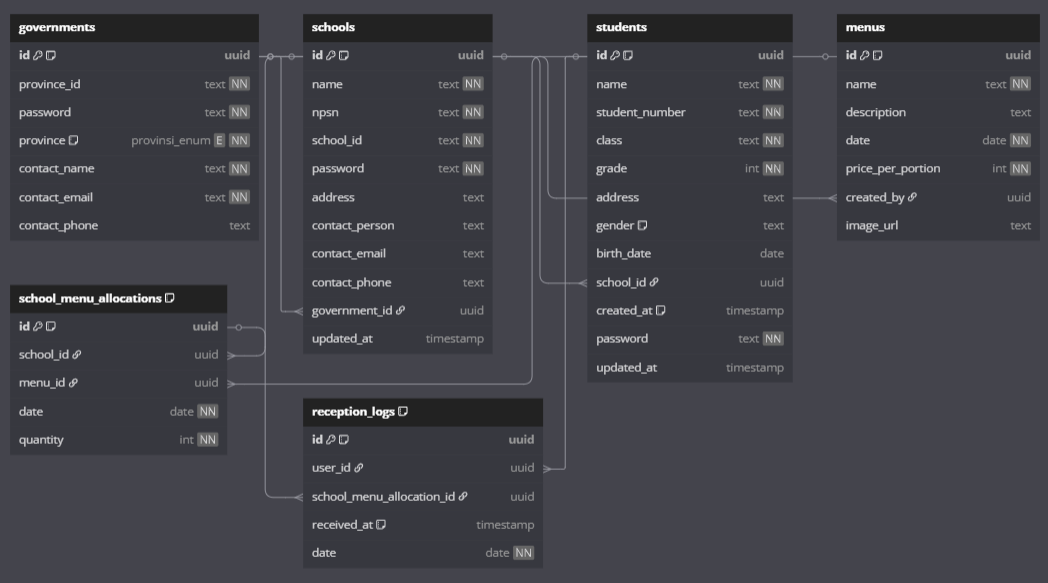 governments
id uuid
province_id text NN
password text NN
province provinsi_enum E NN
contact_name text NN
contact_email text NN
contact_phone text
schools
id uuid
name text NN
npsn text NN
school_id text NN
password text NN
address text
contact_person text
contact_email text
contact_phone text
government_id uuid
updated_at timestamp
students
id uuid
name text NN
student_number text NN
class text NN
grade int NN
address text
gender text
birth_date date
school_id uuid
created_at timestamp
password text NN
updated_at timestamp
menus
id uuid
name text NN
description text
date date NN
price_per_portion int NN
created_by uuid
image_url text
school_menu_allocations
id uuid
school_id uuid
menu_id uuid
date date NN
quantity int NN
reception_logs
id uuid
user_id uuid
school_menu_allocation_id uuid
received_at timestamp
date date NN